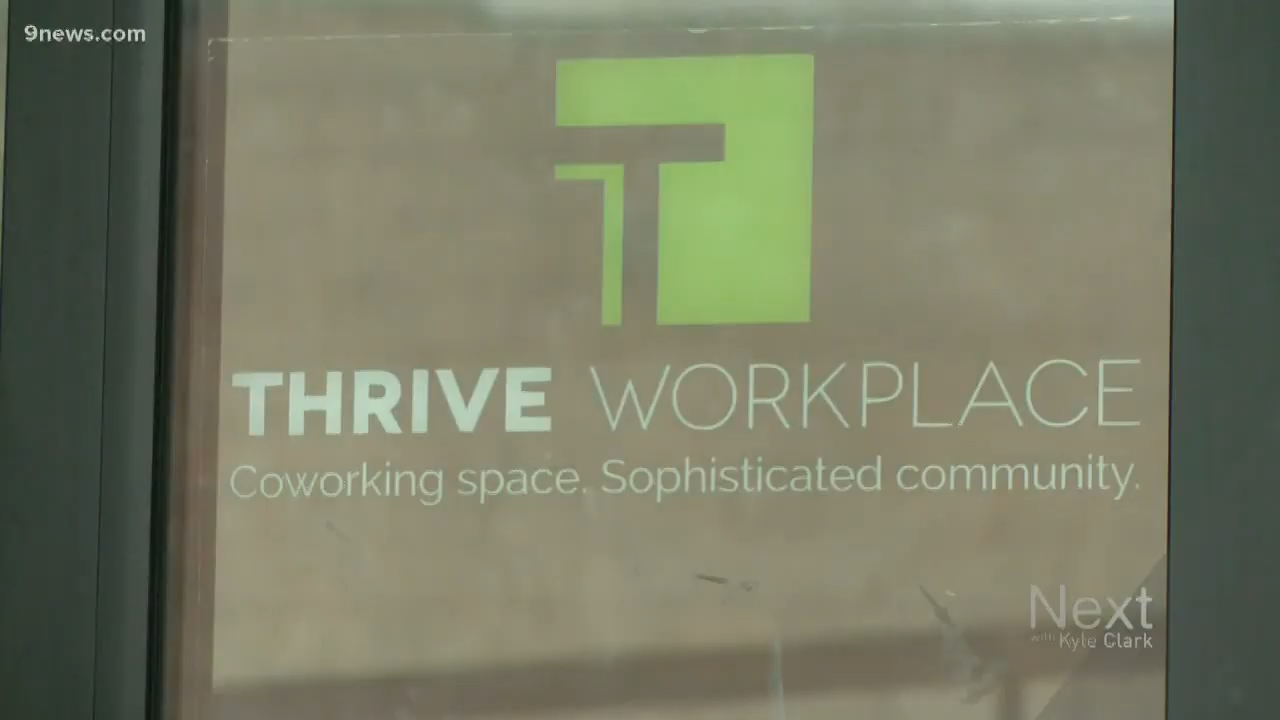 9news.com
THRIVE WORKPLACE
Coworking space. Sophisticated community.
Next
with Kyle Clark